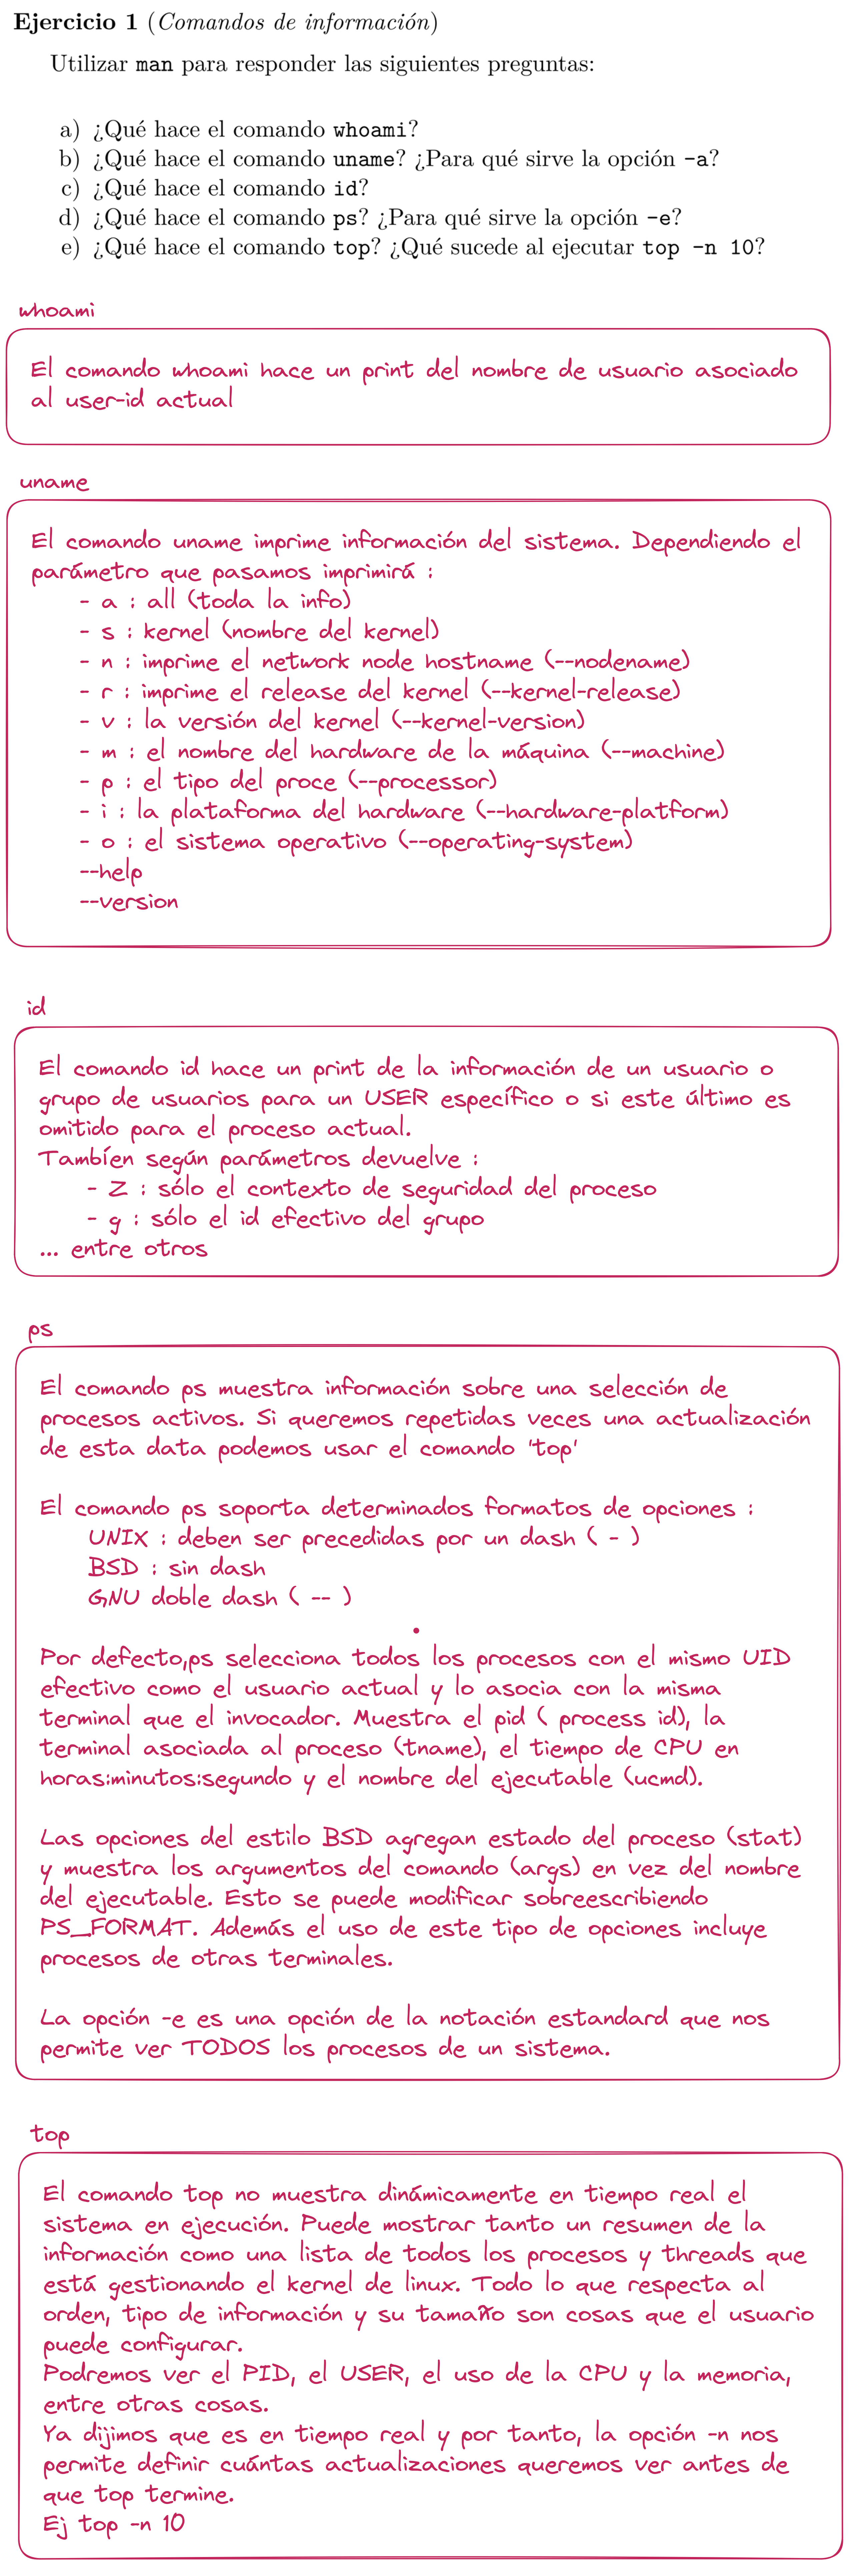 Ejercicio 1 (Comandos de información)
Utilizar man para responder las siguientes preguntas:
a) ¿Qué hace el comando whoami?
b) ¿Qué hace el comando uname? ¿Para qué sirve la opción -a?
c) ¿Qué hace el comando id?
d) ¿Qué hace el comando ps? ¿Para qué sirve la opción -e?
e) ¿Qué hace el comando top? ¿Qué sucede al ejecutar top -n 10?
whoami
El comando whoami hace un print del nombre de usuario asociado
al user-id actual
uname
El comando uname imprime información del sistema. Dependiendo el
parámetro que pasamos imprimirá :
- a : all (toda la info)
- s : kernel (nombre del kernel)
- n : imprime el network node hostname (--nodename)
- r : imprime el release del kernel (--kernel-release)
- v : la versión del kernel (--kernel-version)
- m : el nombre del hardware de la máquina (--machine)
- p : el tipo del proce (--processor)
- i : la plataforma del hardware (--hardware-platform)
- o : el sistema operativo (--operating-system)
--help
--version
id
El comando id hace un print de la información de un usuario o
grupo de usuarios para un USER específico o si este último es
omitido para el proceso actual.
Tambíen según parámetros devuelve :
- Z : sólo el contexto de seguridad del proceso
- g : sólo el id efectivo del grupo
... entre otros
ps
El comando ps muestra información sobre una selección de
procesos activos. Si queremos repetidas veces una actualización
de esta data podemos usar el comando 'top'
El comando ps soporta determinados formatos de opciones :
UNIX : deben ser precedidas por un dash ( - )
BSD : sin dash
GNU doble dash ( -- )
Por defecto,ps selecciona todos los procesos con el mismo UID
efectivo como el usuario actual y lo asocia con la misma
terminal que el invocador. Muestra el pid ( process id), la
terminal asociada al proceso (tname), el tiempo de CPU en
horas:minutos:segundo y el nombre del ejecutable (ucmd).
Las opciones del estilo BSD agregan estado del proceso (stat)
y muestra los argumentos del comando (args) en vez del nombre
del ejecutable. Esto se puede modificar sobreescribiendo
PS_FORMAT. Además el uso de este tipo de opciones incluye
procesos de otras terminales.
La opción -e es una opción de la notación estandard que nos
permite ver TODOS los procesos de un sistema.
top
El comando top no muestra dinámicamente en tiempo real el
sistema en ejecución. Puede mostrar tanto un resumen de la
información como una lista de todos los procesos y threads que
está gestionando el kernel de linux. Todo lo que respecta al
orden, tipo de información y su tamaño son cosas que el usuario
puede configurar.
Podremos ver el PID, el USER, el uso de la CPU y la memoria,
entre otras cosas.
Ya dijimos que es en tiempo real y por tanto, la opción -n nos
permite definir cuántas actualizaciones queremos ver antes de
que top termine.
Ej top -n 10